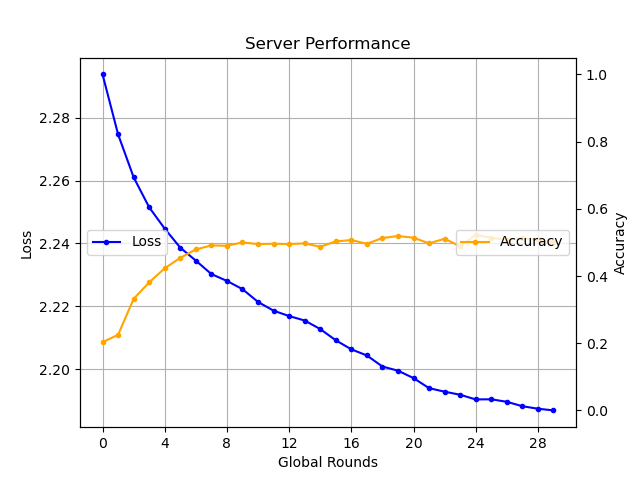 Server Performance
Loss
2.28
2.26
2.24
2.22
2.20
1.0
0.8
0.6
0.4
0.2
0.0
Accuracy
Loss
Accuracy
0 4 8 12 16 20 24 28
Global Rounds